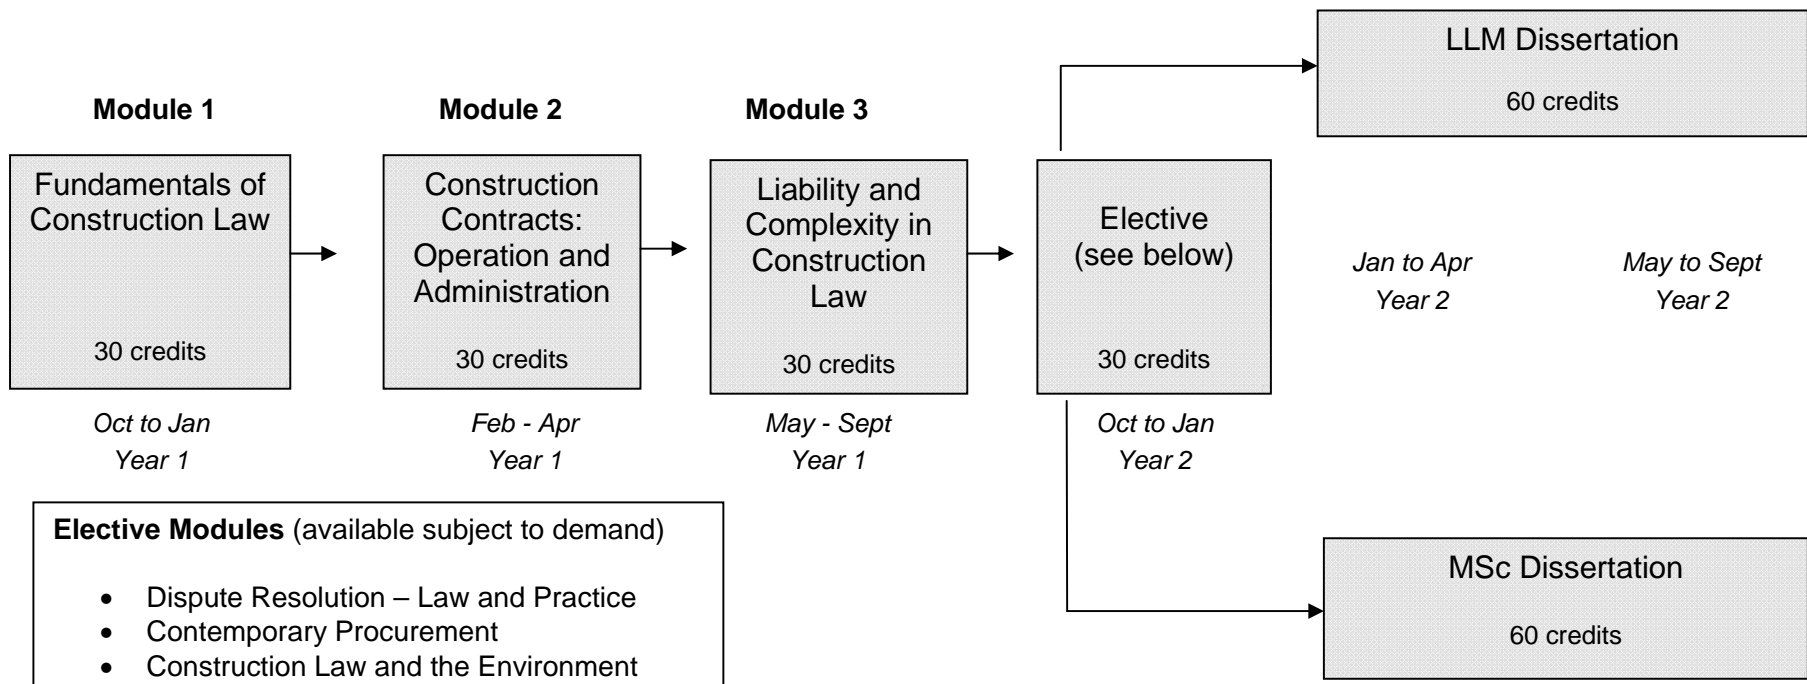 LLM Dissertation
60 credits
Module 1
Module 2
Module 3
Fundamentals of
Construction Law
30 credits
Construction
Contracts:
Operation and
Administration
30 credits
Liability and
Complexity in
Construction
Law
30 credits
Elective
(see below)
30 credits
Jan to Apr
Year 2
May to Sept
Year 2
Oct to Jan
Year 1
Feb - Apr
Year 1
May - Sept
Year 1
Oct to Jan
Year 2
Elective Modules (available subject to demand)
• Dispute Resolution – Law and Practice
• Contemporary Procurement
• Construction Law and the Environment
MSc Dissertation
60 credits